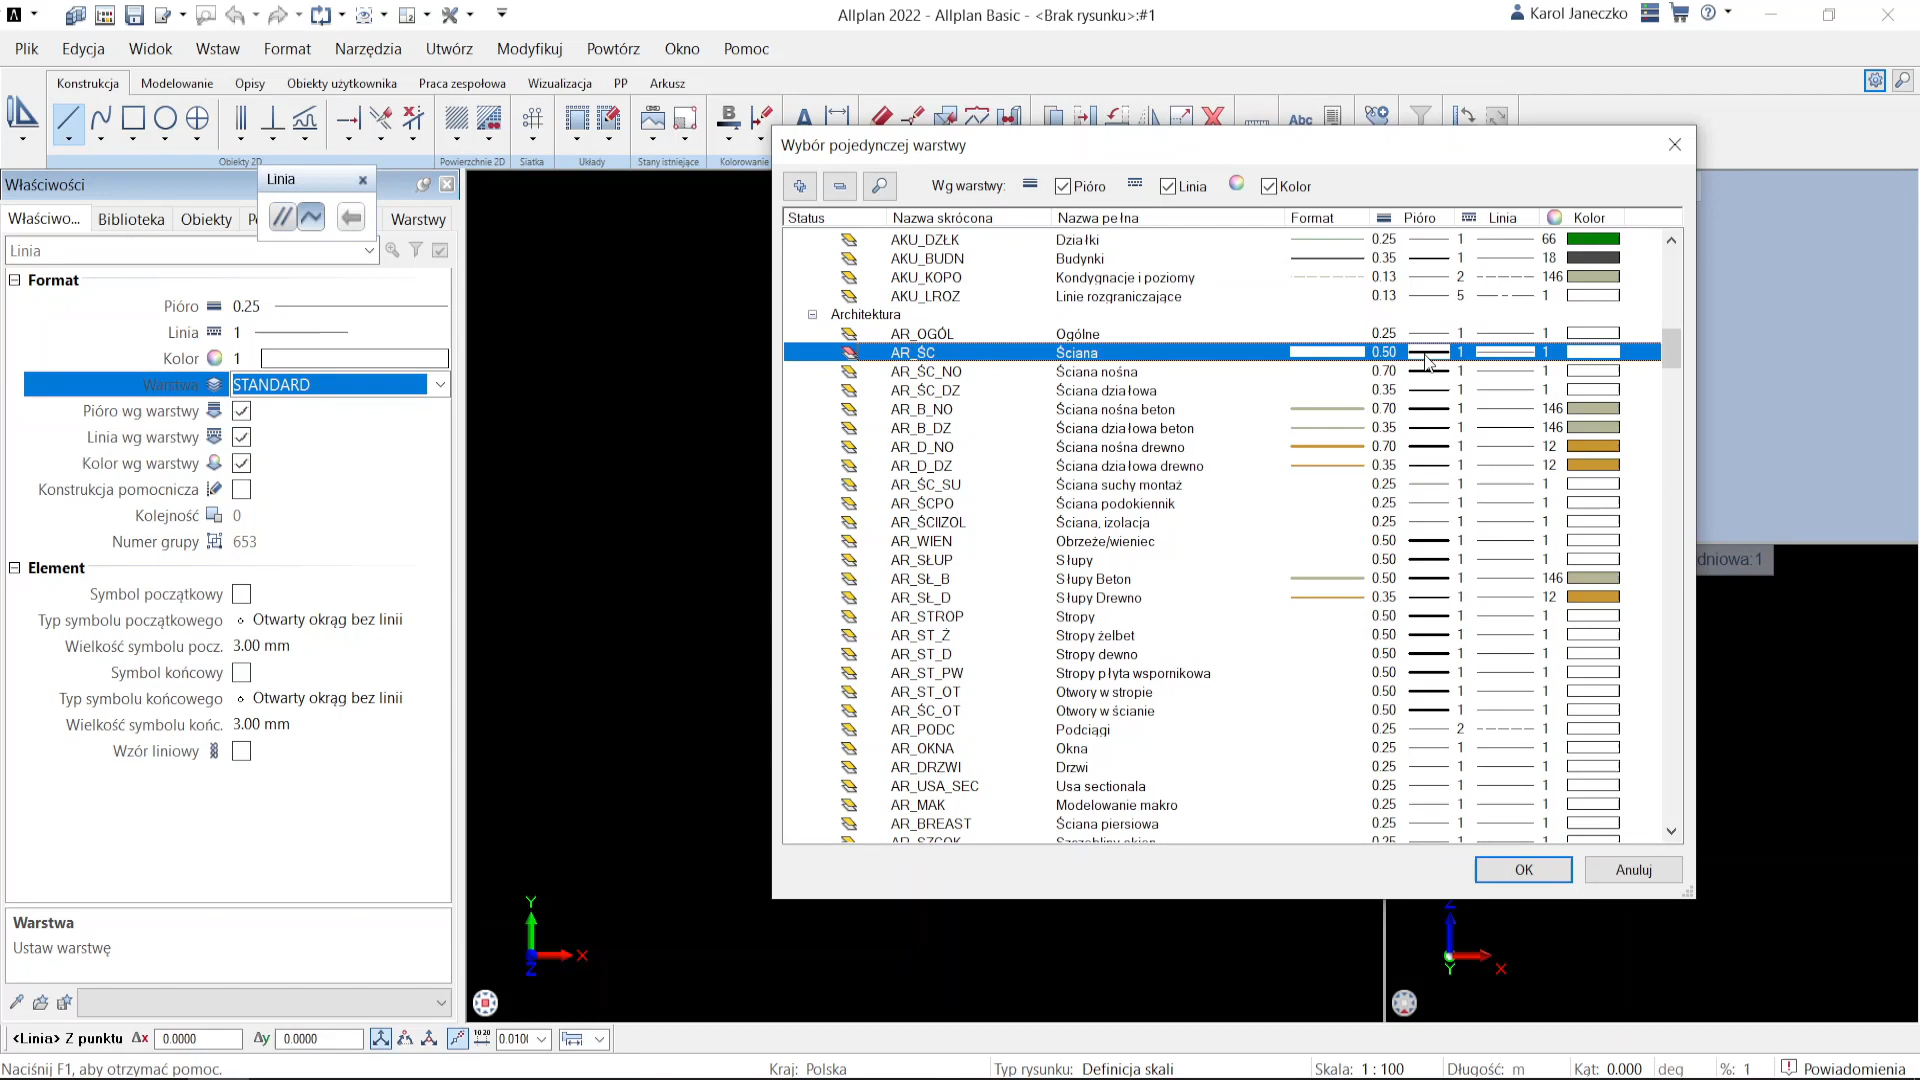 Allplan 2022 - Allplan Basic - <Brak rysunku>:#1
Karol Janeczko
Plik Edycja Widok Wstaw Format Narzędzia Utwórz Modyfikuj Powtórz Okno Pomoc
Konstrukcja Modelowanie Opisy Obiekty użytkownika Praca zespołowa Wizualizacja PP Arkusz
Obiekty 2D Powierzchnie 2D Siatka Układy Stany istniejące Kolorowanie
Abc
Właściwości
Linia
Właściwo... Biblioteka Obiekty Warstwy
Linia
Format
Pióro 0.25
Linia 1
Kolor 1
Warstwa STANDARD
Pióro wg warstwy
Linia wg warstwy
Kolor wg warstwy
Konstrukcja pomocnicza
Kolejność 0
Numer grupy 653
Element
Symbol początkowy
Typ symbolu początkowego Otwarty okrąg bez linii
Wielkość symbolu pocz. 3.00 mm
Symbol końcowy
Typ symbolu końcowego Otwarty okrąg bez linii
Wielkość symbolu końc. 3.00 mm
Wzór liniowy
Warstwa
Ustaw warstwę
Wybór pojedynczej warstwy
Wg warstwy: Pióro Linia Kolor
Status Nazwa skrócona Nazwa pełna Format Pióro Linia Kolor
AKU_DZŁK Działki 0.25 1 66
AKU_BUDN Budynki 0.35 1 18
AKU_KOPO Kondygnacje i poziomy 0.13 2 146
AKU_LROZ Linie rozgraniczające 0.13 5 1
Architektura
AR_OGÓL Ogólne 0.25 1 1
AR_ŚC Ściana 0.50 1 1
AR_ŚC_NO Ściana nośna 0.70 1 1
AR_ŚC_DZ Ściana działowa 0.35 1 1
AR_B_NO Ściana nośna beton 0.70 1 146
AR_B_DZ Ściana działowa beton 0.35 1 146
AR_D_NO Ściana nośna drewno 0.70 1 12
AR_D_DZ Ściana działowa drewno 0.35 1 12
AR_ŚC_SU Ściana suchy montaż 0.25 1 1
AR_ŚCPO Ściana podokiennik 0.25 1 1
AR_ŚCIIZOL Ściana, izolacja 0.25 1 1
AR_WIEN Obrzeże/wieniec 0.50 1 1
AR_SŁUP Słupy 0.50 1 1
AR_SŁ_B Słupy Beton 0.50 1 146
AR_SŁ_D Słupy Drewno 0.35 1 12
AR_STROP Stropy 0.50 1 1
AR_ST_Ż Stropy żelbet 0.50 1 1
AR_ST_D Stropy dewno 0.50 1 1
AR_ST_PW Stropy płyta wspornikowa 0.50 1 1
AR_ST_OT Otwory w stropie 0.50 1 1
AR_ŚC_OT Otwory w ścianie 0.50 1 1
AR_PODC Podciągi 0.25 2 1
AR_OKNA Okna 0.25 1 1
AR_DRZWI Drzwi 0.25 1 1
AR_USA_SEC Usa sectionala 0.25 1 1
AR_MAK Modelowanie makro 0.25 1 1
AR_BREAST Ściana piersiowa 0.25 1 1
OK Anuluj
dniowa:1
Y X Z
Z X Y
<Linia> Z punktu Δx 0.0000 Δy 0.0000 1020
Naciśnij F1, aby otrzymać pomoc. Kraj: Polska Typ rysunku: Definicja skali Skala: 1 : 100 Długość: m Kąt: 0.000 deg %: 1 Powiadomienia